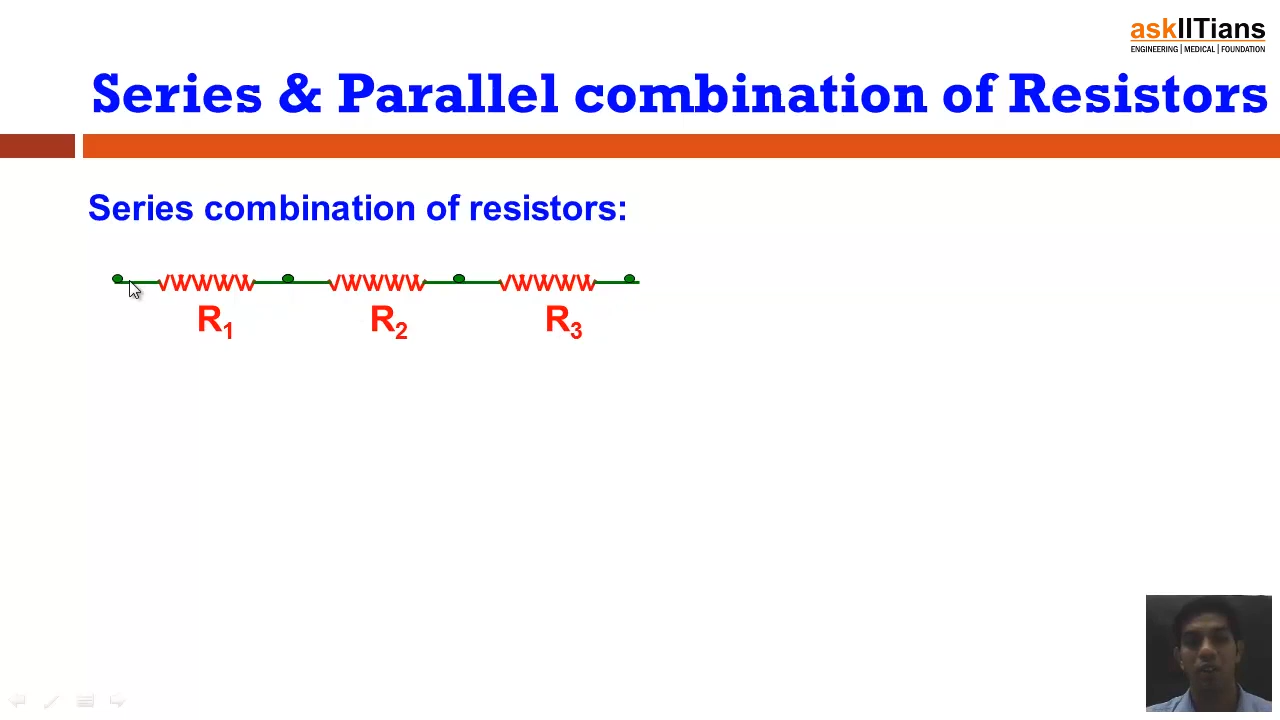 askIITians
ENGINEERING | MEDICAL | FOUNDATION
Series & Parallel combination of Resistors
Series combination of resistors:
R₁ R₂ R₃